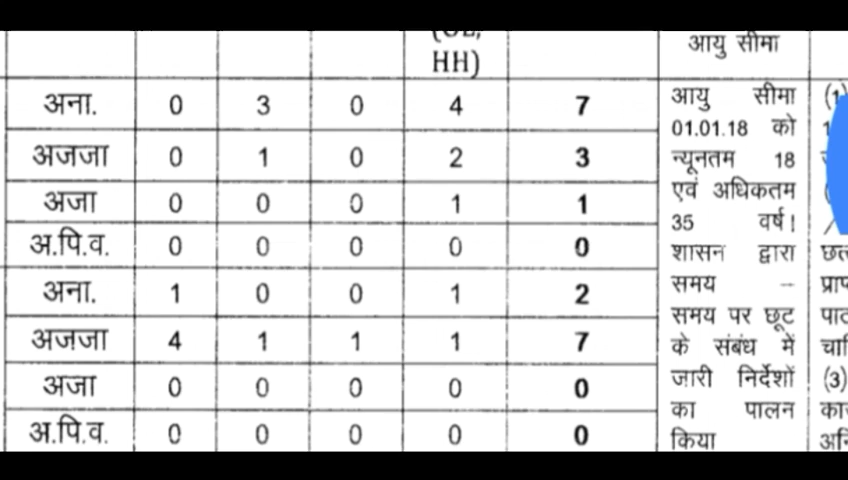 HH)
आयु सीमा
अना. 0 3 0 4 7
अजजा 0 1 0 2 3
अजा 0 0 0 1 1
अ.पि.व. 0 0 0 0 0
अना. 1 0 0 1 2
अजजा 4 1 1 1 7
अजा 0 0 0 0 0
अ.पि.व. 0 0 0 0 0
आयु सीमा
01.01.18 को
न्यूनतम 18
एवं अधिकतम
35 वर्ष।
शासन द्वारा
समय –
समय पर छूट
के संबंध में
जारी निर्देशों
का पालन
किया
(3)